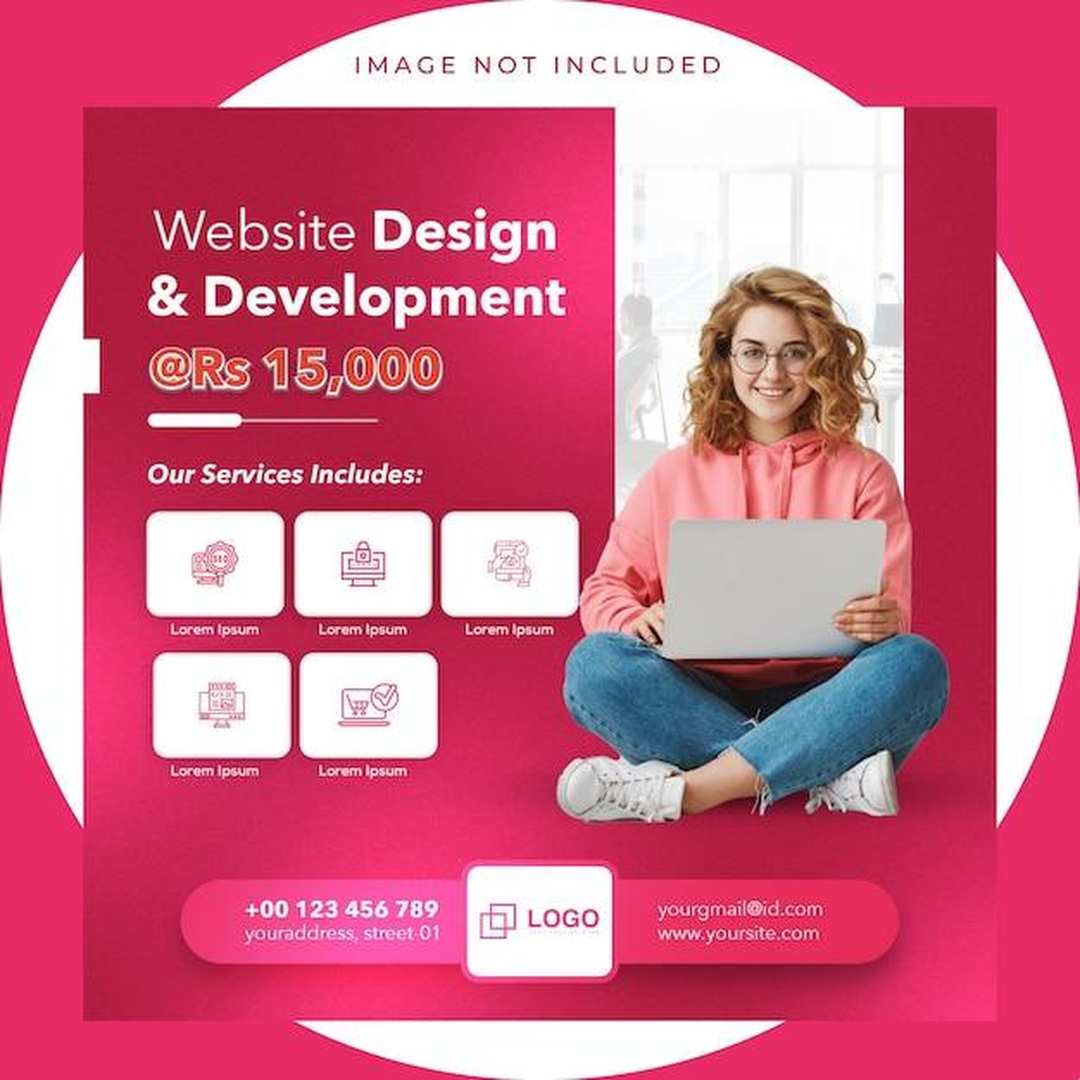 IMAGE NOT INCLUDED
Website Design
& Development
@Rs 15,000
Our Services Includes:
Lorem Ipsum
Lorem Ipsum
Lorem Ipsum
Lorem Ipsum
Lorem Ipsum
+00 123 456 789
youraddress, street-01
LOGO
yourgmail@id.com
www.yoursite.com